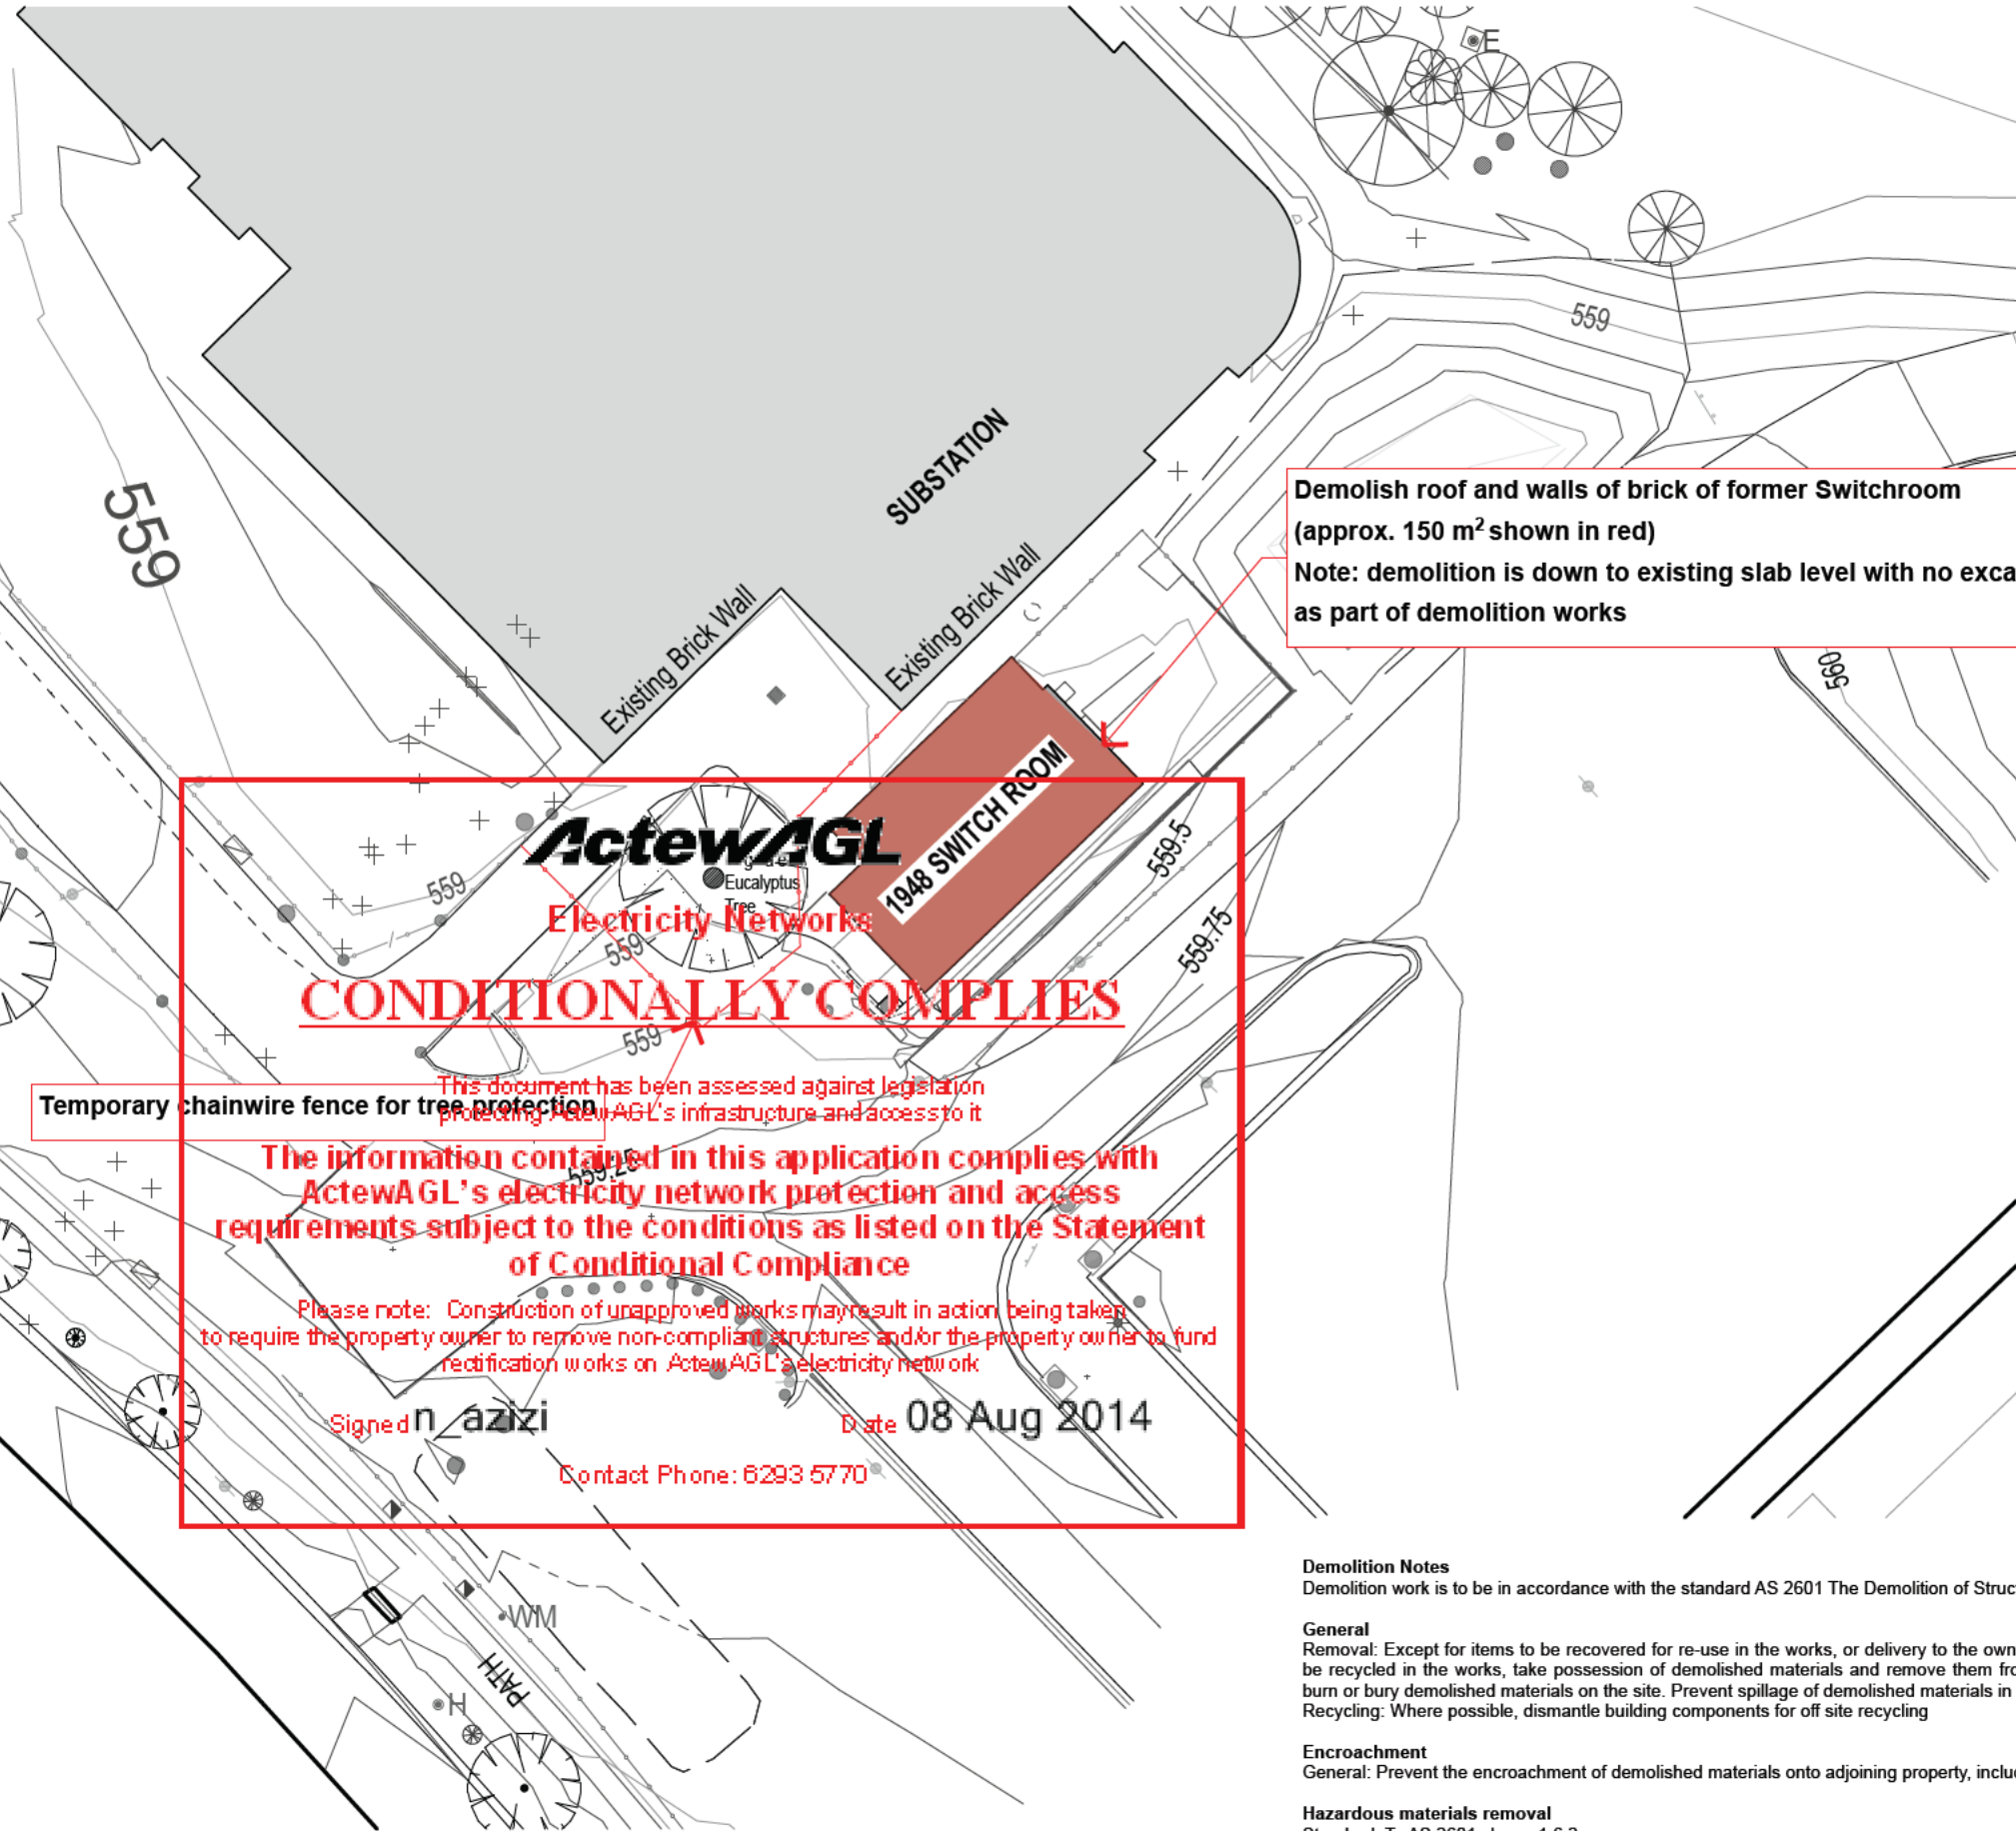 E
559
559
SUBSTATION
Demolish roof and walls of brick of former Switchroom
(approx. 150 m² shown in red)
Note: demolition is down to existing slab level with no exca
as part of demolition works
Existing Brick Wall
Existing Brick Wall
560
1948 SWITCH ROOM
559.5
559.75
ActewAGL
Eucalyptus
Tree
559
Electricity Networks
559
CONDITIONALLY COMPLIES
559
This document has been assessed against legislation
protecting ActewAGL's infrastructure and access to it
Temporary chainwire fence for tree protection
The information contained in this application complies with
559.25
ActewAGL's electricity network protection and access
requirements subject to the conditions as listed on the Statement
of Conditional Compliance
Please note: Construction of unapproved works may result in action being taken
to require the property owner to remove non-compliant structures and/or the property owner to fund
rectification works on ActewAGL's electricity network
Signed n_azizi
Date 08 Aug 2014
Contact Phone: 6293 5770
WM
PATH
H
Demolition Notes
Demolition work is to be in accordance with the standard AS 2601 The Demolition of Struc
General
Removal: Except for items to be recovered for re-use in the works, or delivery to the own
be recycled in the works, take possession of demolished materials and remove them fro
burn or bury demolished materials on the site. Prevent spillage of demolished materials in
Recycling: Where possible, dismantle building components for off site recycling
Encroachment
General: Prevent the encroachment of demolished materials onto adjoining property, inclu
Hazardous materials removal